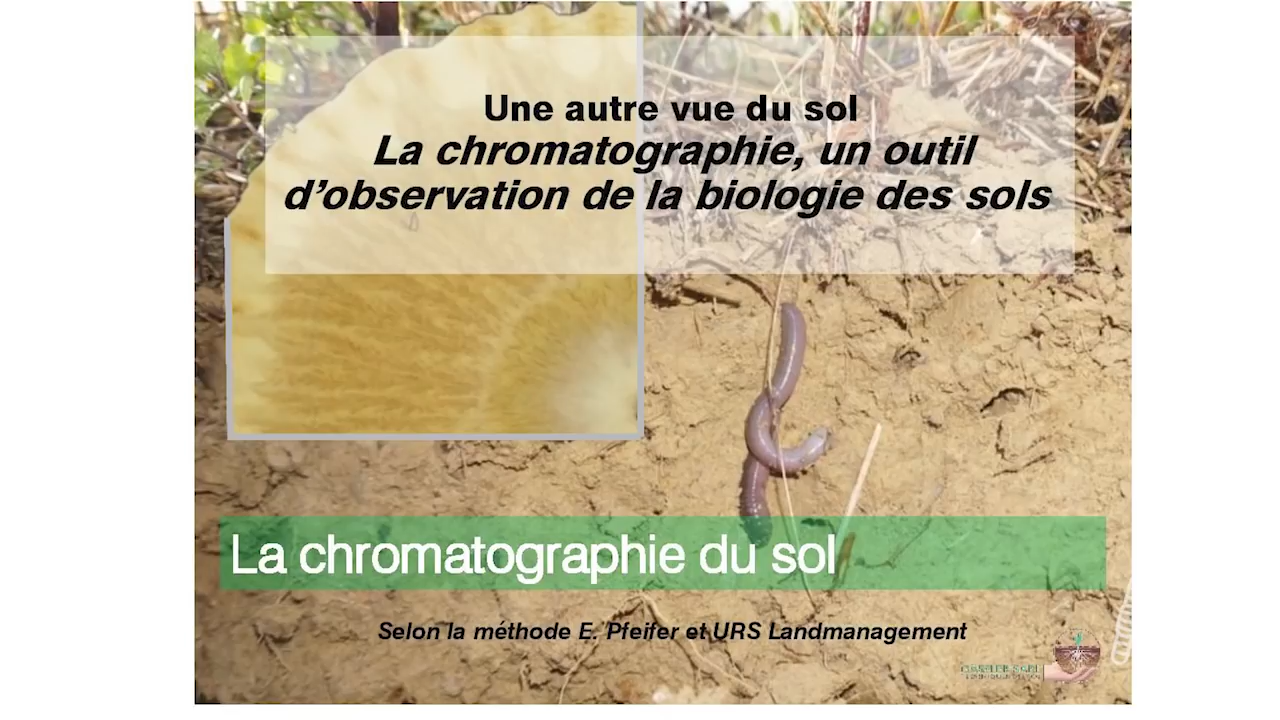 Une autre vue du sol
La chromatographie, un outil
d’observation de la biologie des sols
La chromatographie du sol
Selon la méthode E. Pfeifer et URS Landmanagement